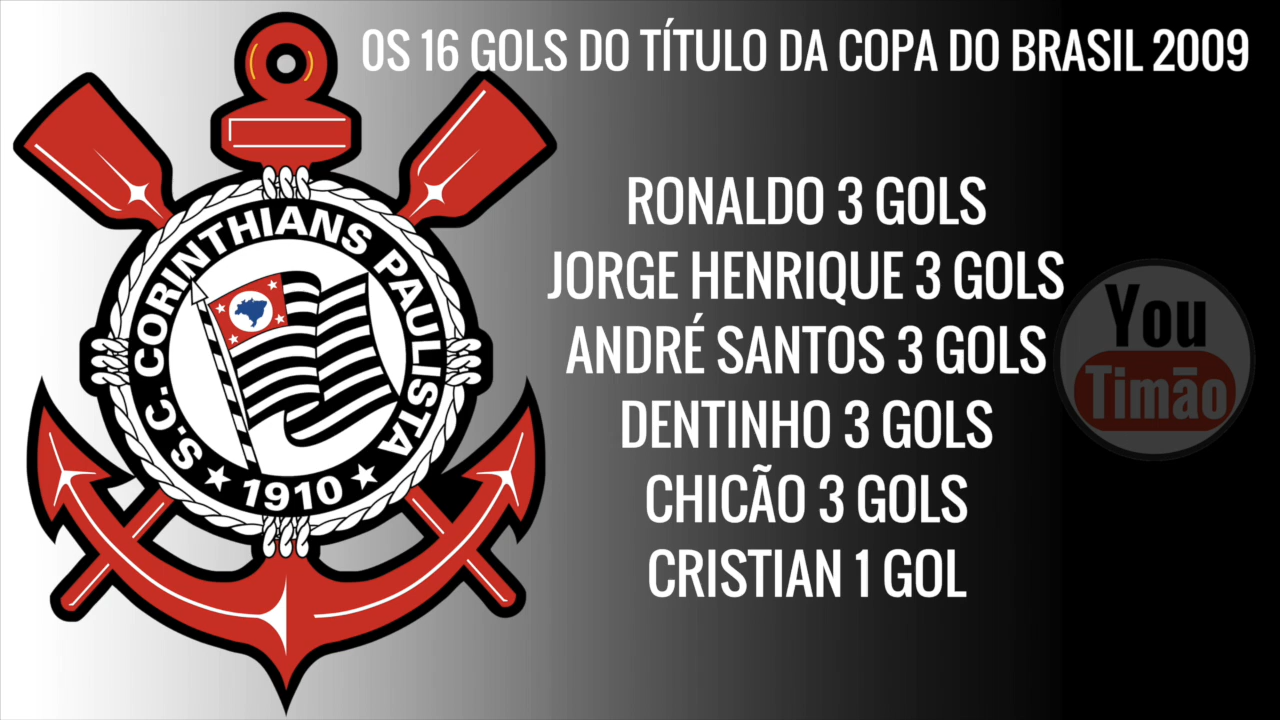 OS 16 GOLS DO TÍTULO DA COPA DO BRASIL 2009
RONALDO 3 GOLS
JORGE HENRIQUE 3 GOLS
ANDRÉ SANTOS 3 GOLS
DENTINHO 3 GOLS
CHICÃO 3 GOLS
CRISTIAN 1 GOL
S.C. CORINTHIANS PAULISTA
1910
You
Timão